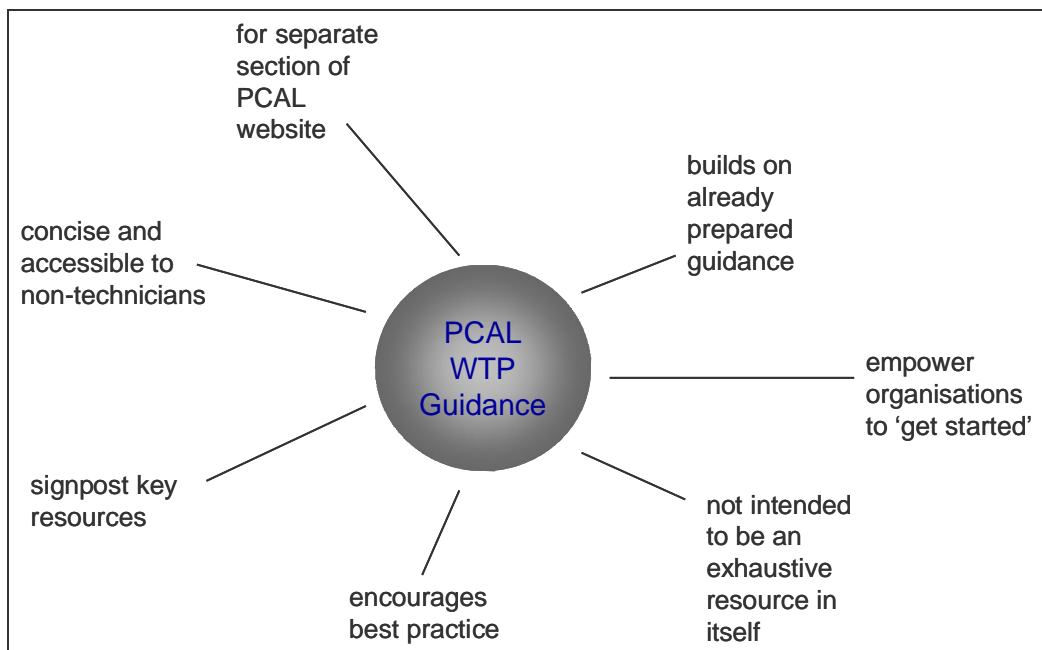 for separate
section of
PCAL
website
builds on
already
prepared
guidance
concise and
accessible to
non-technicians
PCAL
WTP
Guidance
empower
organisations
to ‘get started’
signpost key
resources
not intended
to be an
exhaustive
resource in
itself
encourages
best practice